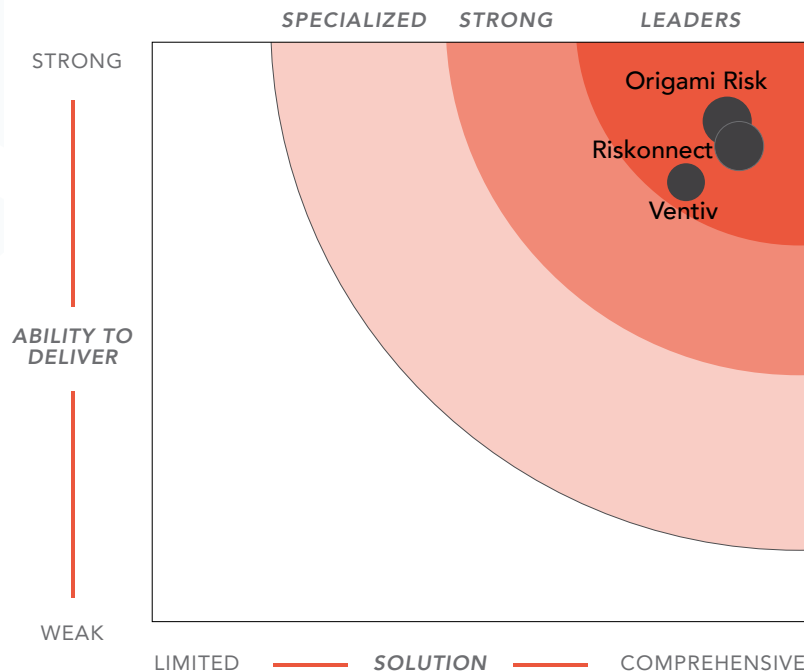 SPECIALIZED STRONG LEADERS
STRONG
Origami Risk
Riskonnect
Ventiv
ABILITY TO
DELIVER
WEAK
LIMITED SOLUTION COMPREHENSIVE